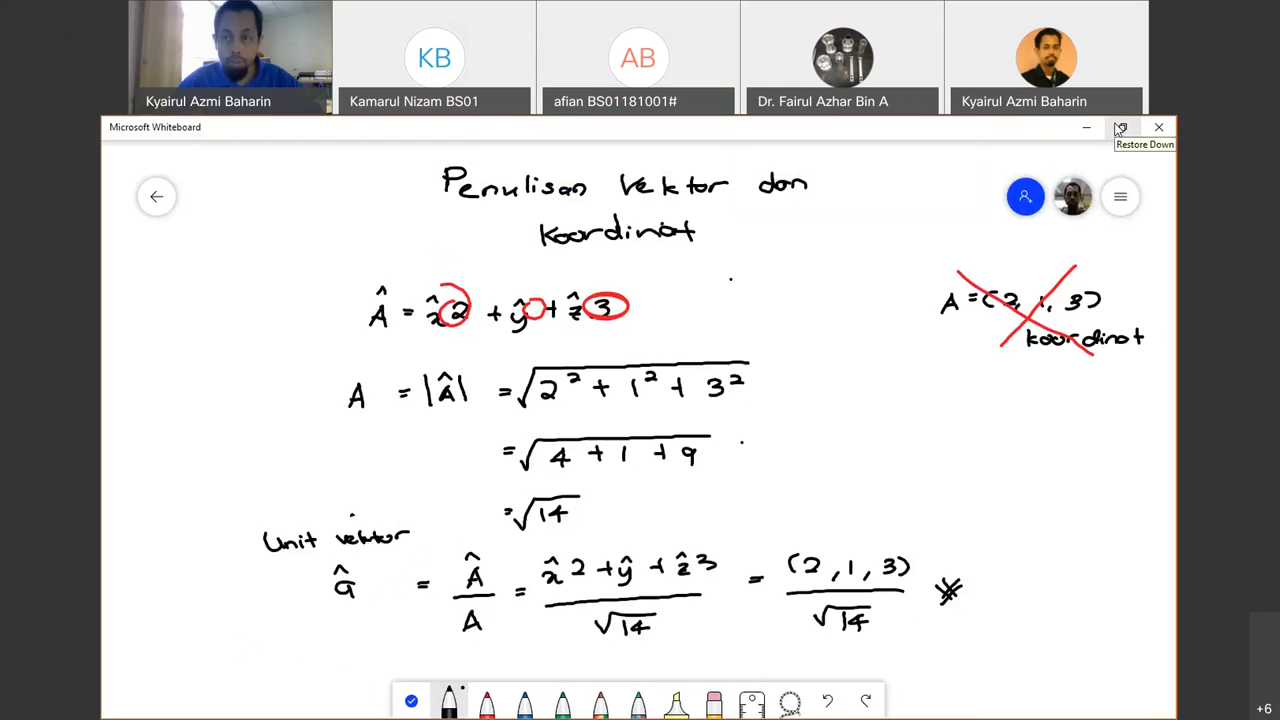 KB
AB
Kyairul Azmi Baharin
Kamarul Nizam BS01
afian BS01181001#
Dr. Fairul Azhar Bin A
Kyairul Azmi Baharin
Microsoft Whiteboard
Restore Down
Penulisan Vektor dan
koordinat
Â = x̂2 + ŷ + ẑ3
A = (2, 1, 3)
koordinat
A = |Â| = √(2² + 1² + 3²)
= √(4 + 1 + 9)
= √14
Unit vektor
â = Â/A = (x̂2 + ŷ + ẑ3)/√14 = (2, 1, 3)/√14
+6